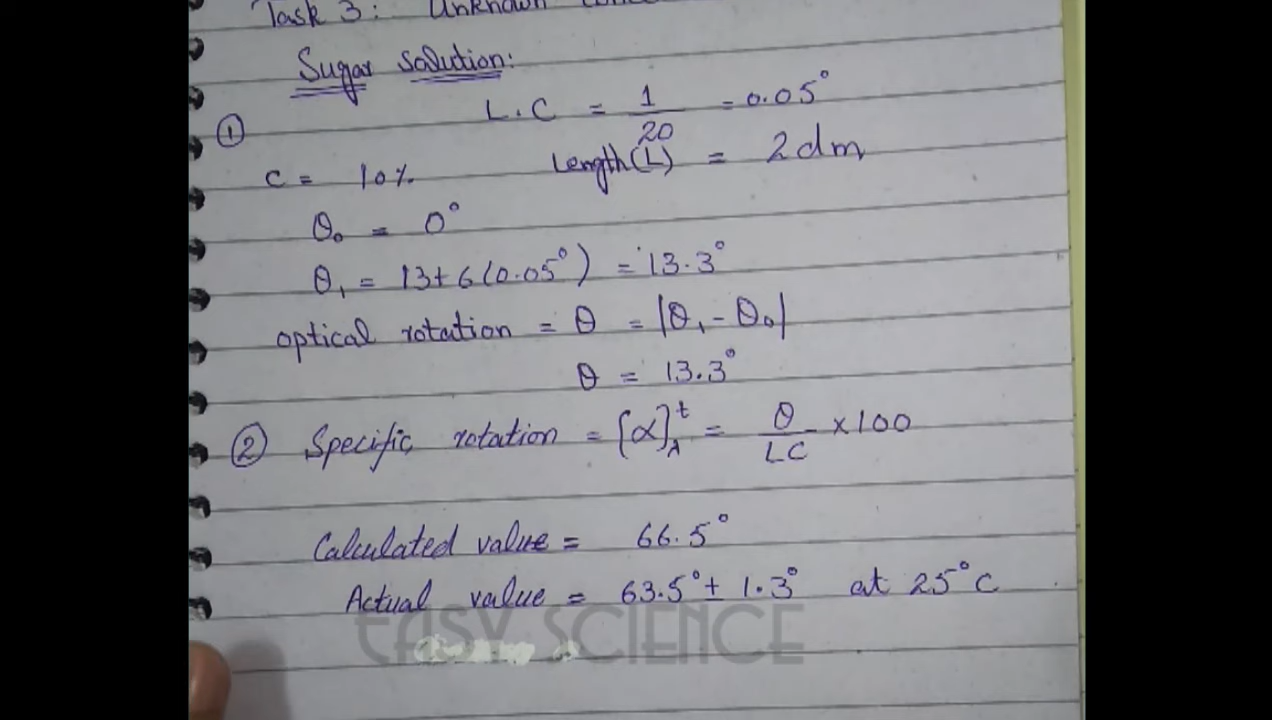 Task 3: Unknown
Sugar Solution:
① L.C = 1/20 = 0.05°
C = 10% Length(L) = 2dm
θ₀ = 0°
θ₁ = 13+6(0.05°) = 13.3°
optical rotation = θ = |θ₁ - θ₀|
θ = 13.3°
② Specific rotation = [α]ᵗλ = θ/LC ×100
Calculated value = 66.5°
Actual value = 63.5° ± 1.3° at 25°C
EASY SCIENCE